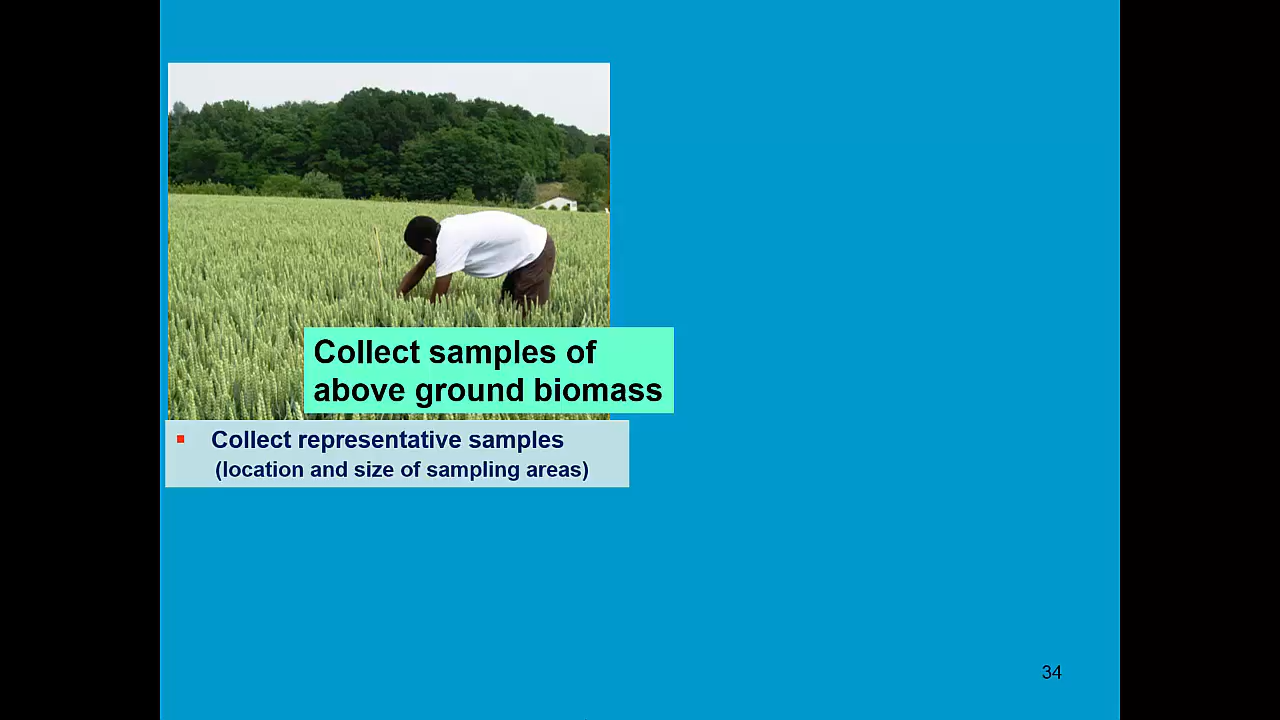 Collect samples of
above ground biomass
▪ Collect representative samples
(location and size of sampling areas)
34